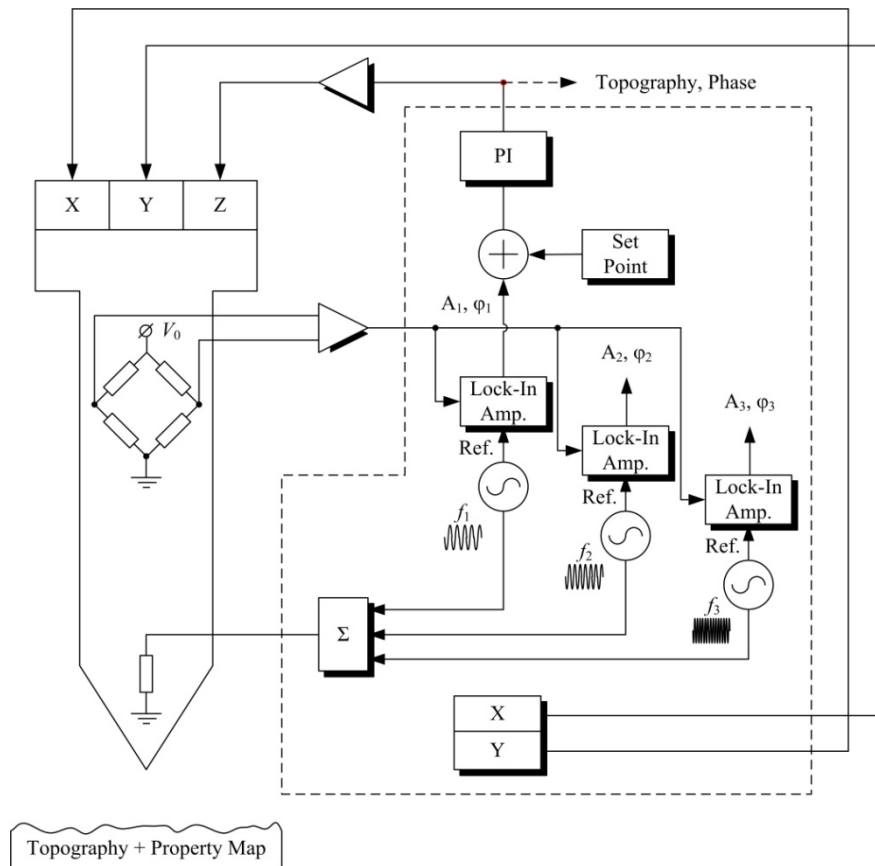 Topography, Phase
PI
X Y Z
Set
Point
V₀
A₁, φ₁
A₂, φ₂
A₃, φ₃
Lock-In
Amp.
Ref.
Lock-In
Amp.
Ref.
Lock-In
Amp.
Ref.
f₁
f₂
f₃
Σ
X
Y
Topography + Property Map